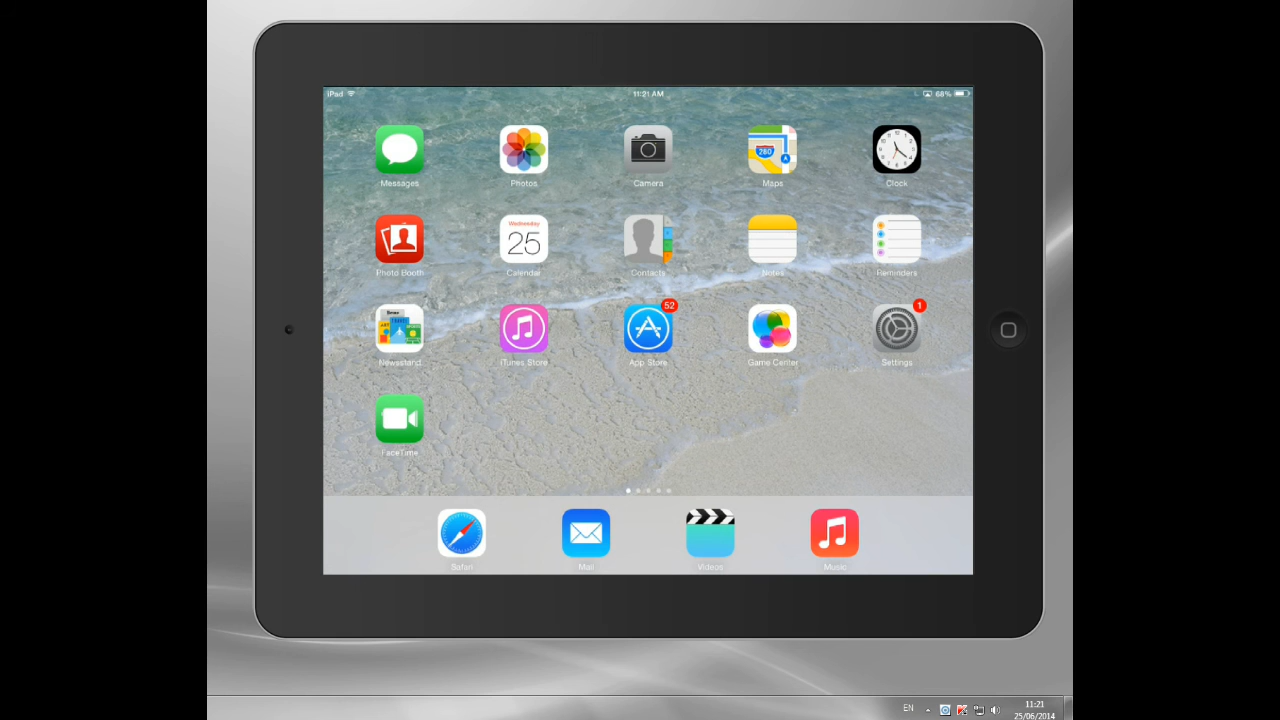 iPad 11:21 AM 68%
Messages Photos Camera Maps Clock
Wednesday
25
280
A
Photo Booth Calendar Contacts Notes Reminders
52
1
Newsstand iTunes Store App Store Game Center Settings
FaceTime
Safari Mail Videos Music
EN 11:21
25/06/2014